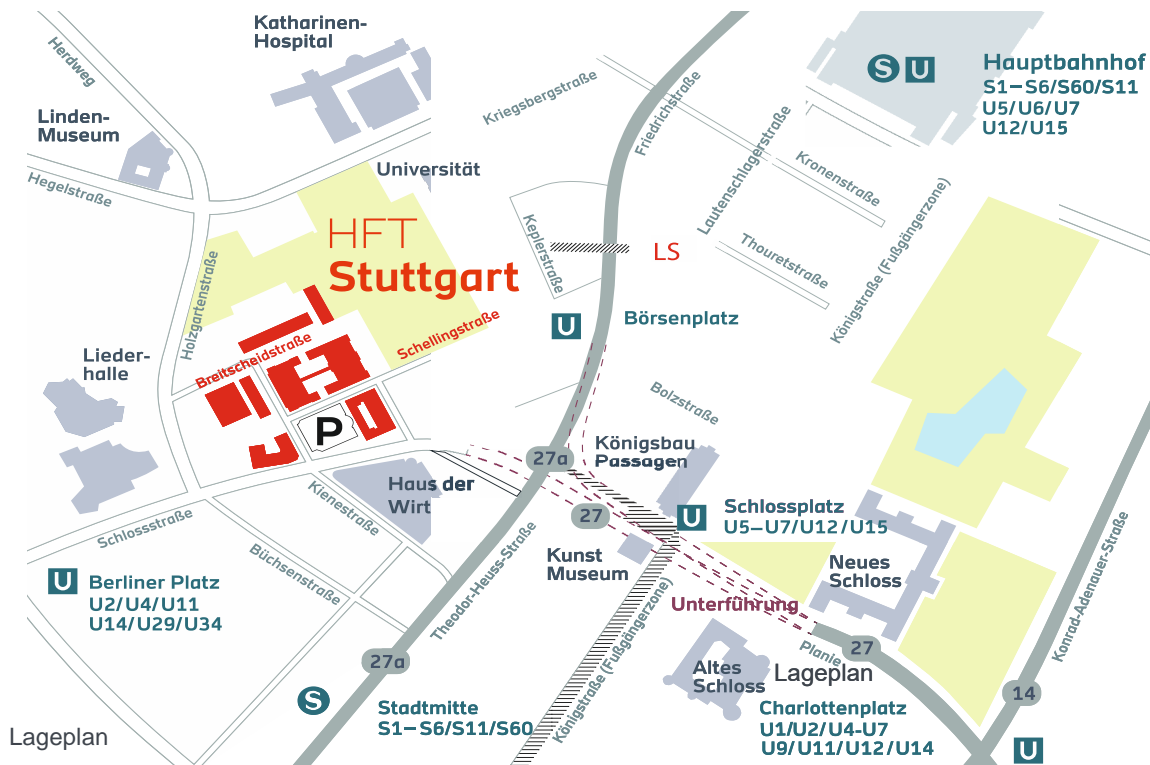 Katharinen-
Hospital
Herdweg
Linden-
Museum
Hegelstraße
Universität
HFT
Stuttgart
Holzgartenstraße
Breitscheidstraße
Schellingstraße
Lieder-
halle
P
Kriegsbergstraße
Friedrichstraße
Keplerstraße
LS
U
Börsenplatz
S U
Hauptbahnhof
S1–S6/S60/S11
U5/U6/U7
U12/U15
Lautenschlagerstraße
Kronenstraße
Thouretstraße
Königstraße (Fußgängerzone)
Bolzstraße
Königsbau
Passagen
27a
27
Haus der
Wirt
Kienestraße
Schlossstraße
Büchsenstraße
U
Berliner Platz
U2/U4/U11
U14/U29/U34
Theodor-Heuss-Straße
Kunst
Museum
U
Schlossplatz
U5–U7/U12/U15
Neues
Schloss
Unterführung
Königstraße (Fußgängerzone)
Konrad-Adenauer-Straße
Planie
27
Altes
Schloss
Lageplan
27a
S
Stadtmitte
S1–S6/S11/S60
Charlottenplatz
U1/U2/U4-U7
U9/U11/U12/U14
14
U
Lageplan